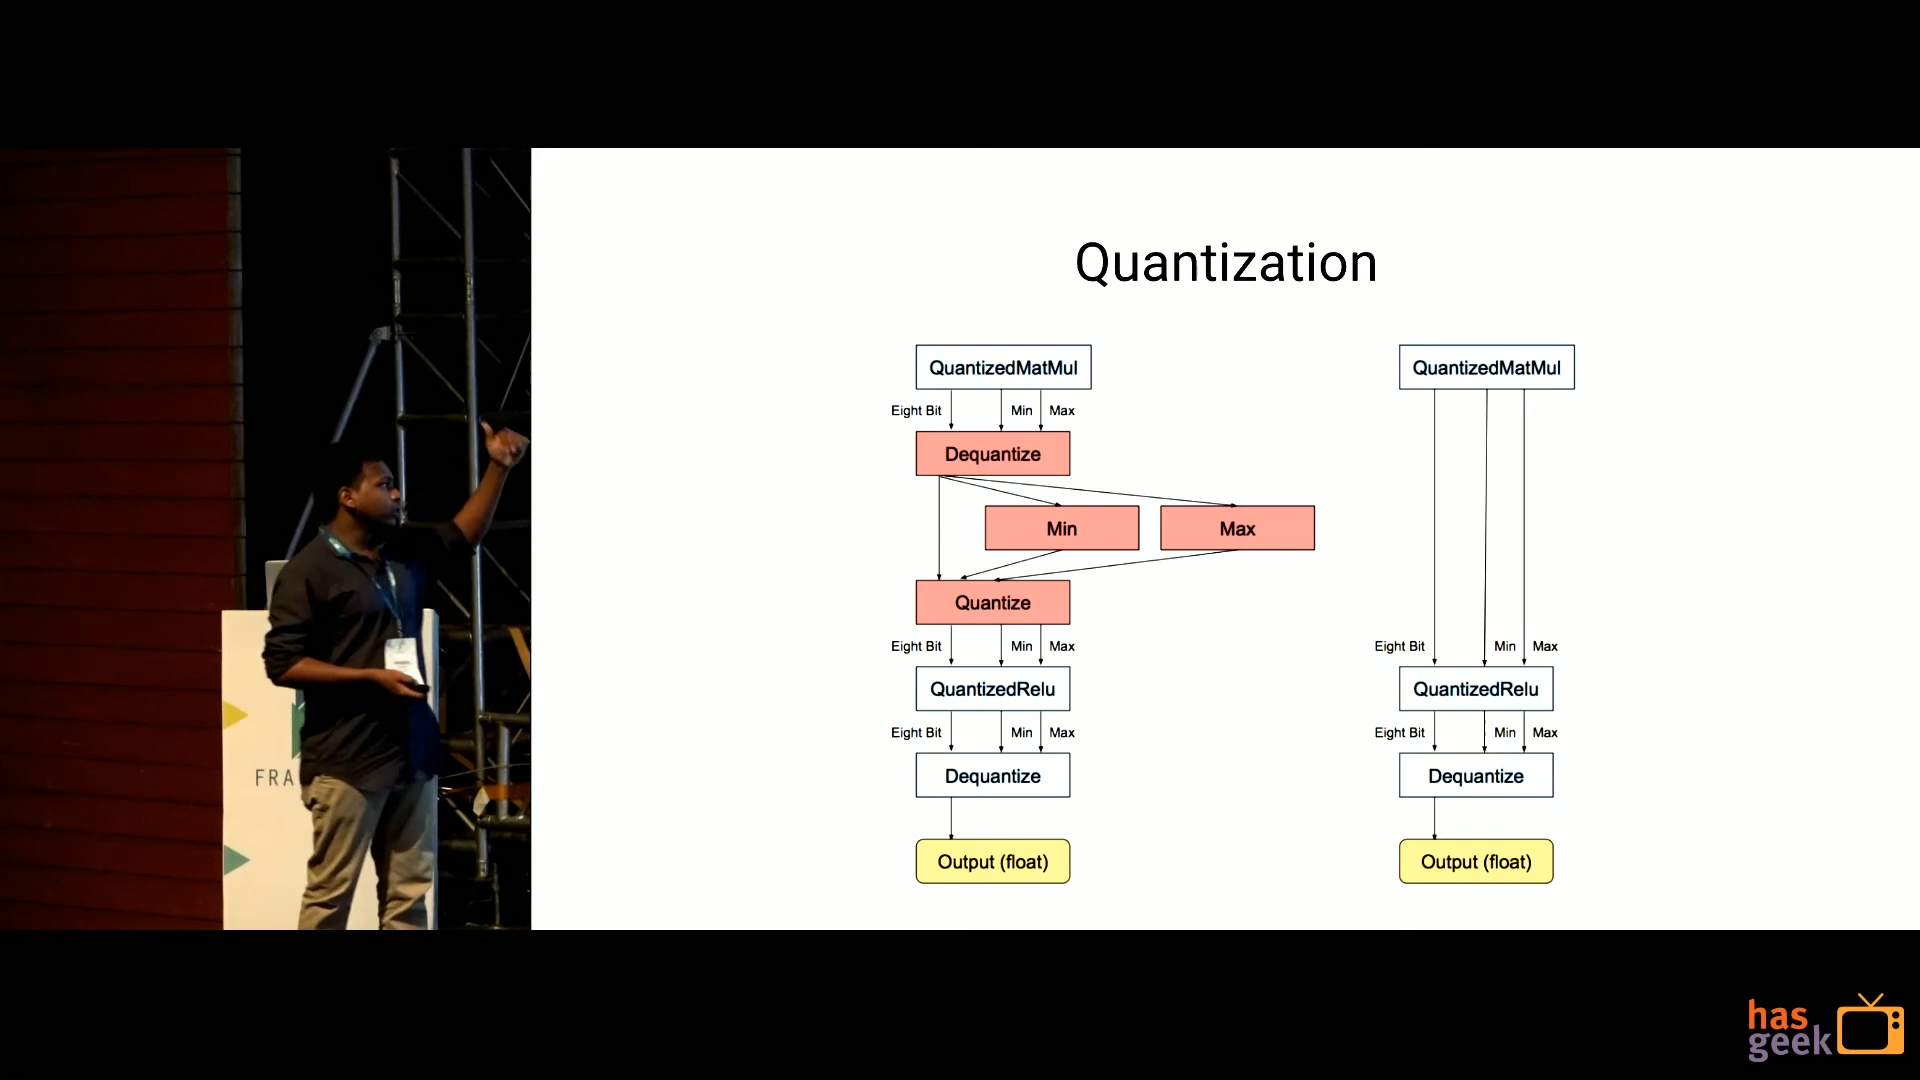 Quantization
QuantizedMatMul
Eight Bit Min Max
Dequantize
Min Max
Quantize
Eight Bit Min Max
QuantizedRelu
Eight Bit Min Max
Dequantize
Output (float)
QuantizedMatMul
Eight Bit Min Max
QuantizedRelu
Eight Bit Min Max
Dequantize
Output (float)
FRA
has
geek